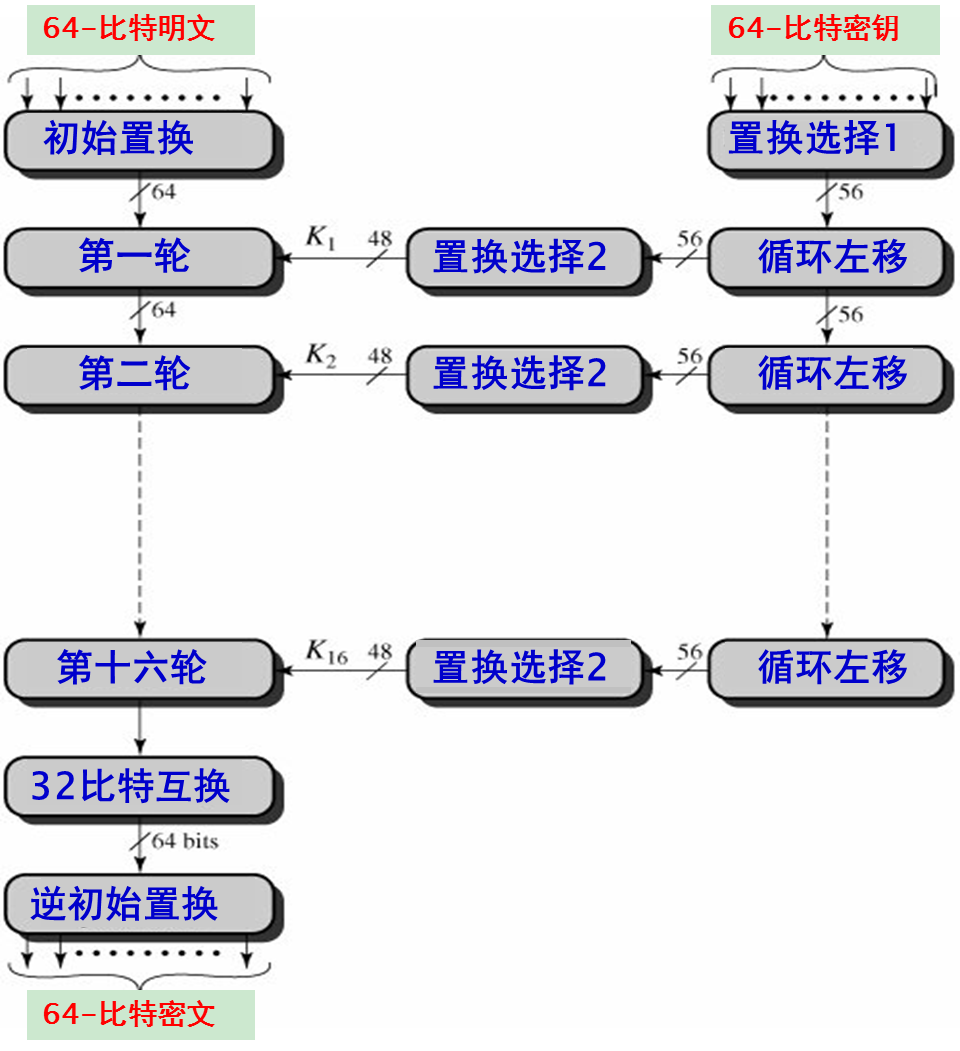 64-比特明文
64-比特密钥
初始置换
置换选择1
64
56
第一轮
K1
48
置换选择2
56
循环左移
64
56
第二轮
K2
48
置换选择2
56
循环左移
第十六轮
K16
48
置换选择2
56
循环左移
32比特互换
64 bits
逆初始置换
64-比特密文